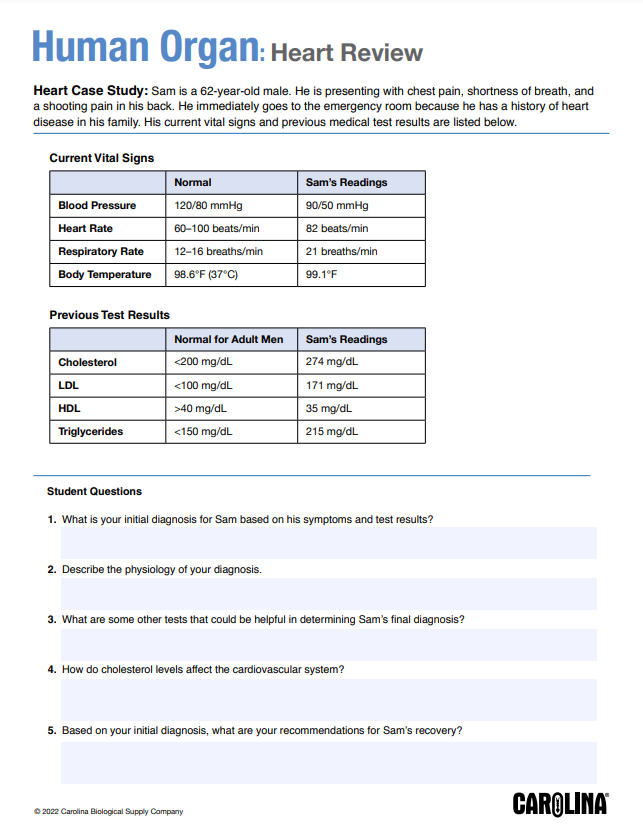 Human Organ: Heart Review
Heart Case Study: Sam is a 62-year-old male. He is presenting with chest pain, shortness of breath, and
a shooting pain in his back. He immediately goes to the emergency room because he has a history of heart
disease in his family. His current vital signs and previous medical test results are listed below.
Current Vital Signs
Normal Sam's Readings
Blood Pressure 120/80 mmHg 90/50 mmHg
Heart Rate 60–100 beats/min 82 beats/min
Respiratory Rate 12–16 breaths/min 21 breaths/min
Body Temperature 98.6°F (37°C) 99.1°F
Previous Test Results
Normal for Adult Men Sam's Readings
Cholesterol <200 mg/dL 274 mg/dL
LDL <100 mg/dL 171 mg/dL
HDL >40 mg/dL 35 mg/dL
Triglycerides <150 mg/dL 215 mg/dL
Student Questions
1. What is your initial diagnosis for Sam based on his symptoms and test results?
2. Describe the physiology of your diagnosis.
3. What are some other tests that could be helpful in determining Sam's final diagnosis?
4. How do cholesterol levels affect the cardiovascular system?
5. Based on your initial diagnosis, what are your recommendations for Sam's recovery?
© 2022 Carolina Biological Supply Company
CAROLINA®